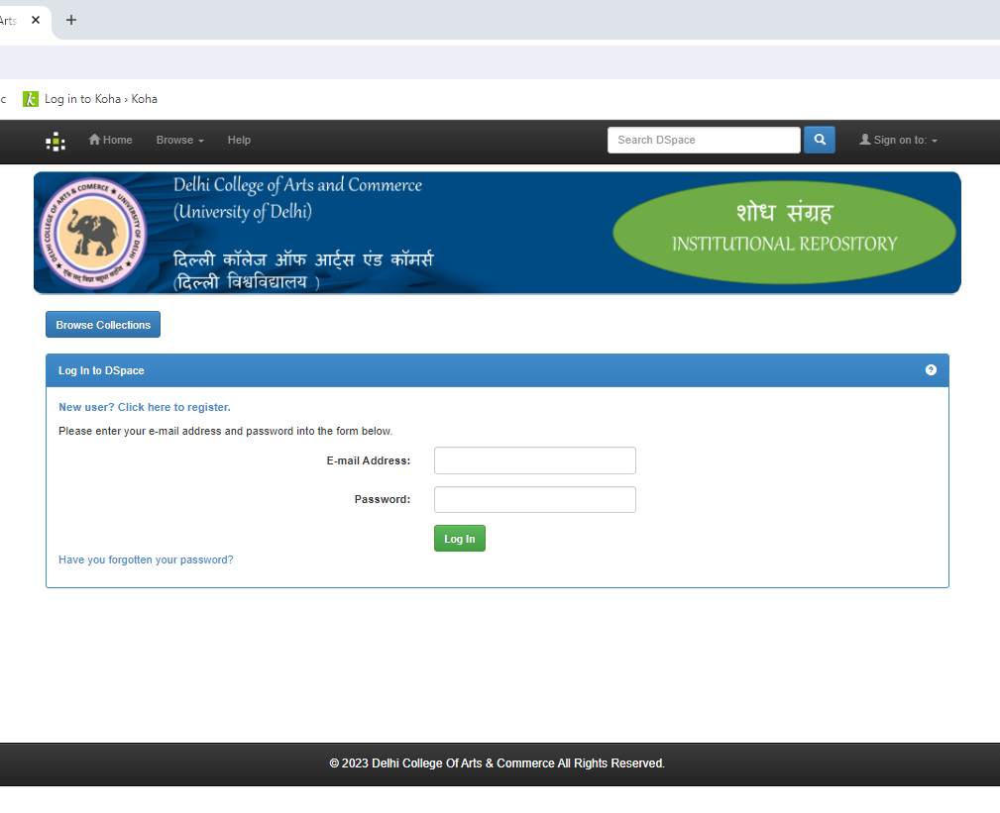 Arts
c
Log in to Koha › Koha
Home Browse Help Search DSpace Sign on to:
Delhi College of Arts and Commerce
(University of Delhi)
दिल्ली कॉलेज ऑफ आर्ट्स एंड कॉमर्स
(दिल्ली विश्वविद्यालय )
DELHI COLLEGE OF ARTS & COMERCE ★ UNIVERSITY OF DELHI ★
शोध संग्रह
INSTITUTIONAL REPOSITORY
Browse Collections
Log In to DSpace
New user? Click here to register.
Please enter your e-mail address and password into the form below.
E-mail Address:
Password:
Log In
Have you forgotten your password?
© 2023 Delhi College Of Arts & Commerce All Rights Reserved.